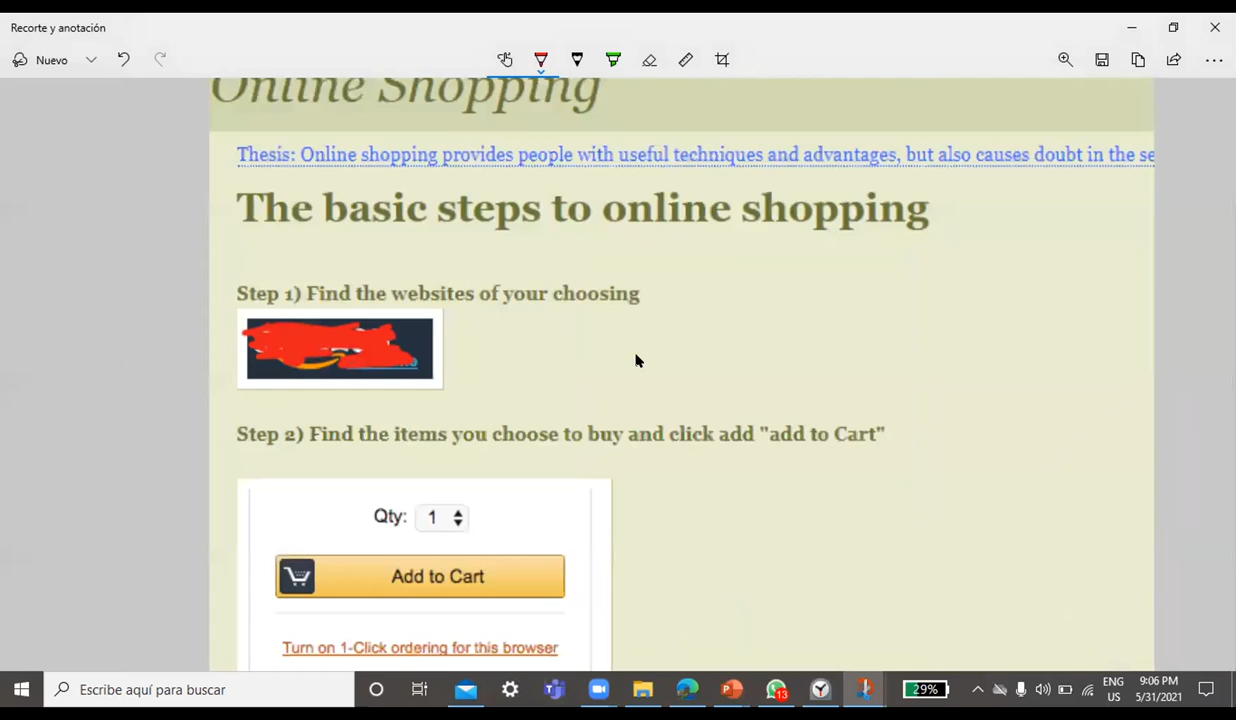 Recorte y anotación
Nuevo
Online Shopping
Thesis: Online shopping provides people with useful techniques and advantages, but also causes doubt in the se
The basic steps to online shopping
Step 1) Find the websites of your choosing
Step 2) Find the items you choose to buy and click add "add to Cart"
Qty: 1
Add to Cart
Turn on 1-Click ordering for this browser
Escribe aquí para buscar
13
29%
ENG
US
9:06 PM
5/31/2021